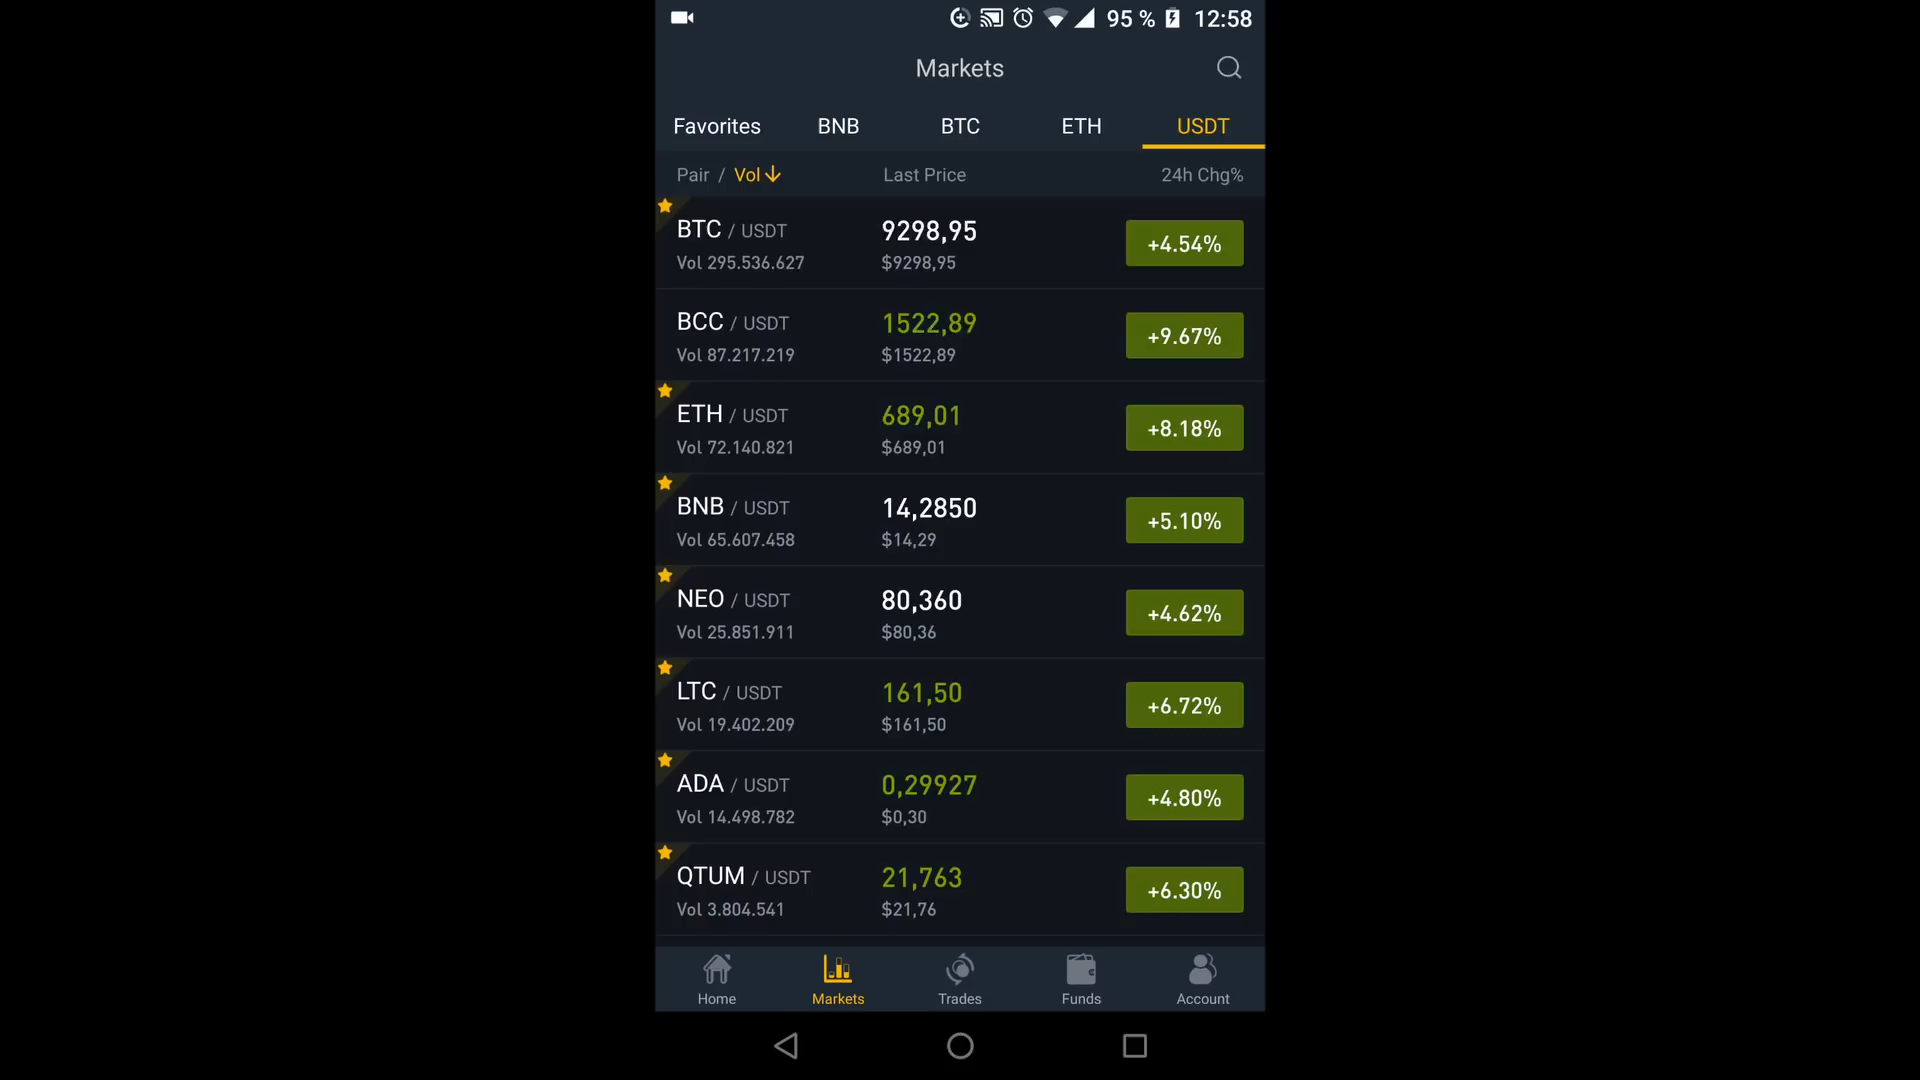 95 % 12:58
Markets
Favorites BNB BTC ETH USDT
Pair / Vol↓ Last Price 24h Chg%
BTC / USDT 9298,95 +4.54%
Vol 295.536.627 $9298,95
BCC / USDT 1522,89 +9.67%
Vol 87.217.219 $1522,89
ETH / USDT 689,01 +8.18%
Vol 72.140.821 $689,01
BNB / USDT 14,2850 +5.10%
Vol 65.607.458 $14,29
NEO / USDT 80,360 +4.62%
Vol 25.851.911 $80,36
LTC / USDT 161,50 +6.72%
Vol 19.402.209 $161,50
ADA / USDT 0,29927 +4.80%
Vol 14.498.782 $0,30
QTUM / USDT 21,763 +6.30%
Vol 3.804.541 $21,76
Home Markets Trades Funds Account